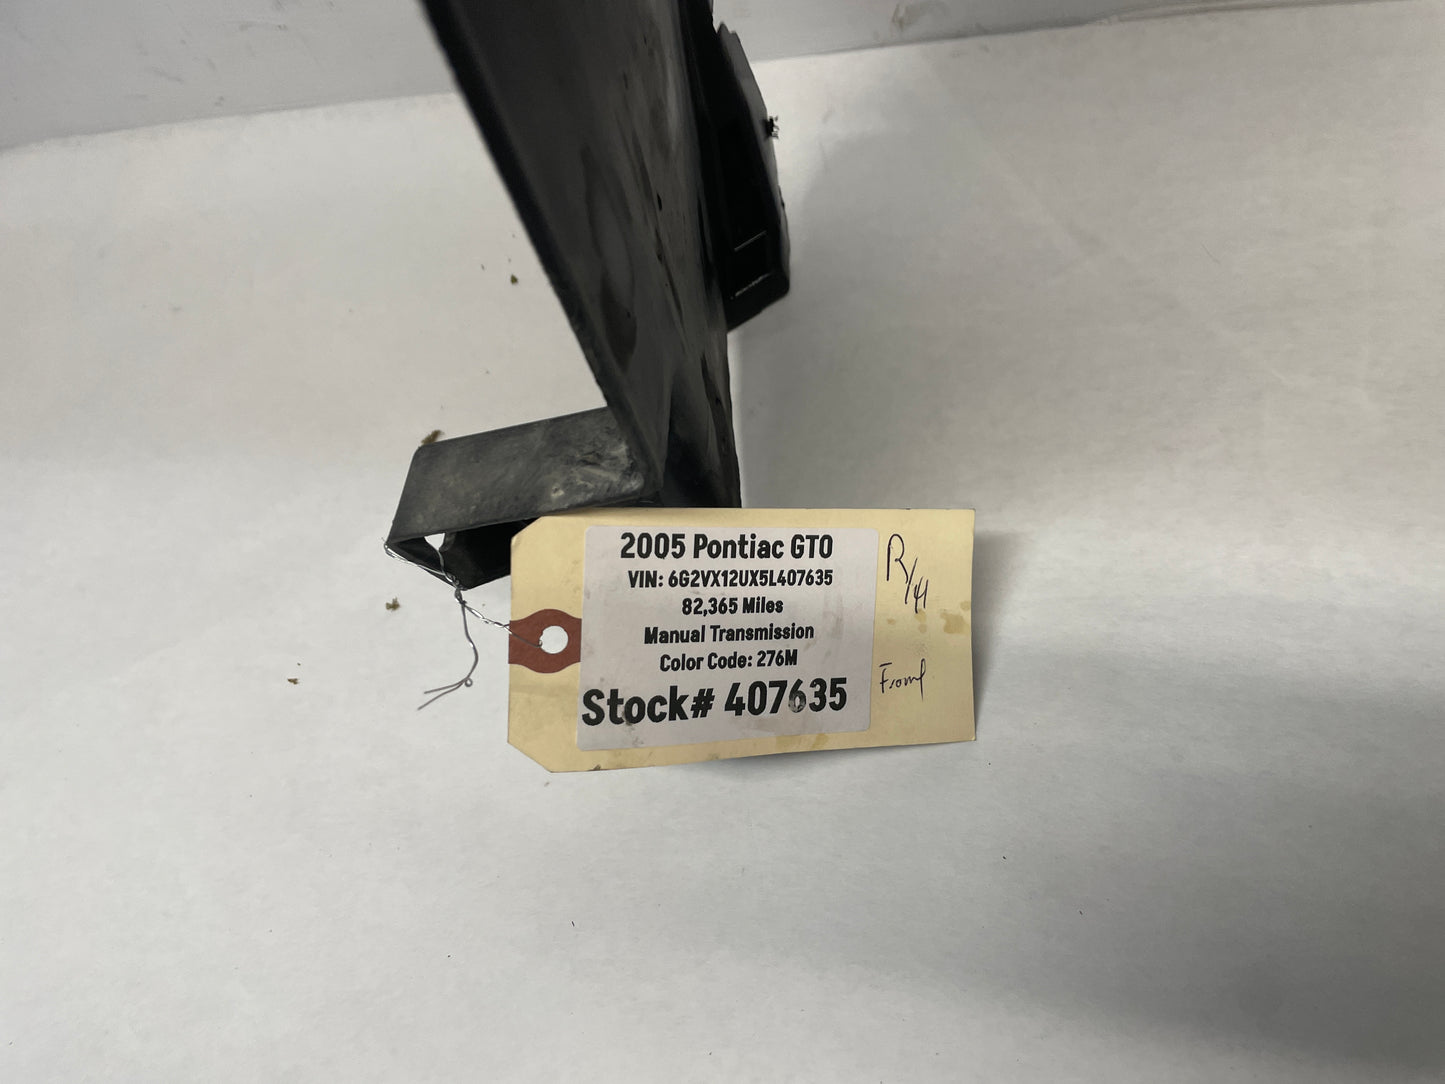 2005 Pontiac GTO
VIN: 6G2VX12UX5L407635
82,365 Miles
Manual Transmission
Color Code: 276M
Stock# 407635
R/H
Front